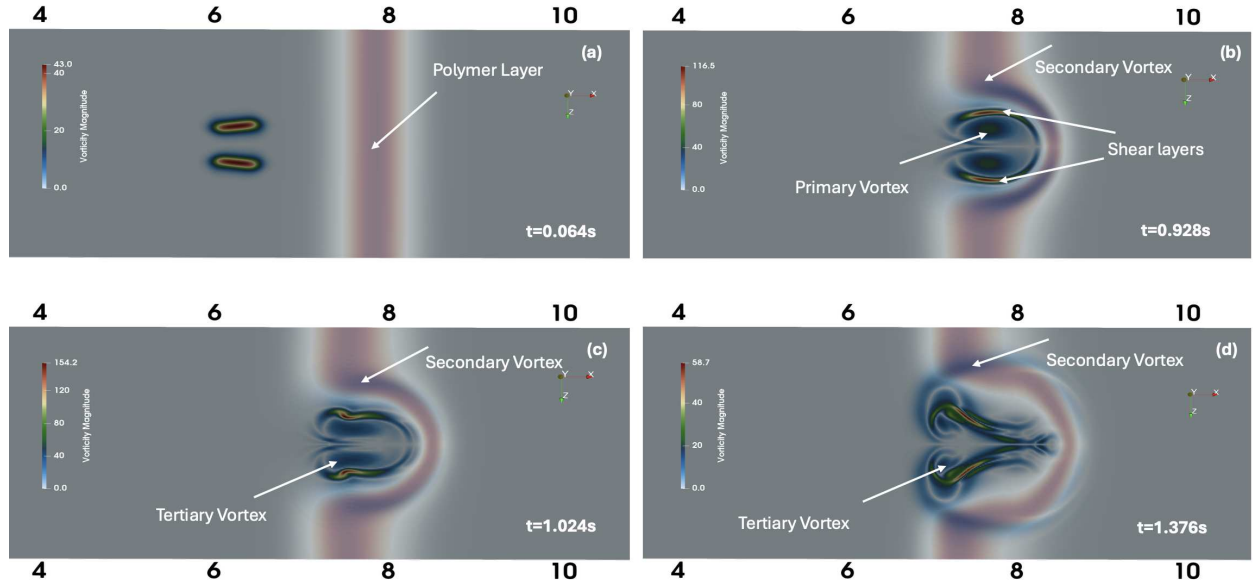 4 6 8 10
4 6 8 10
(a)
43.0
40
20
0.0
Vorticity Magnitude
Polymer Layer
Y X
Z
t=0.064s
(b)
116.5
80
40
0.0
Vorticity Magnitude
Secondary Vortex
Y X
Z
Shear layers
Primary Vortex
t=0.928s
4 6 8 10
4 6 8 10
(c)
154.2
120
80
40
0.0
Vorticity Magnitude
Secondary Vortex
Y X
Z
Tertiary Vortex
t=1.024s
(d)
58.7
40
20
0.0
Vorticity Magnitude
Secondary Vortex
Y X
Z
Tertiary Vortex
t=1.376s
4 6 8 10
4 6 8 10